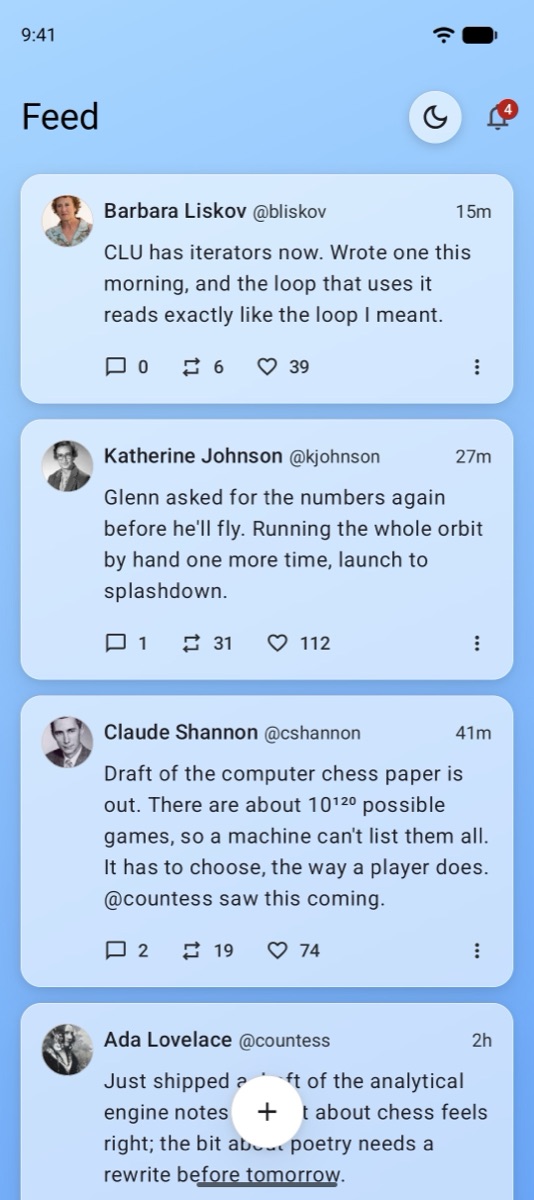 9:41
Feed
4
Barbara Liskov @bliskov 15m
CLU has iterators now. Wrote one this
morning, and the loop that uses it
reads exactly like the loop I meant.
0 6 39
Katherine Johnson @kjohnson 27m
Glenn asked for the numbers again
before he'll fly. Running the whole orbit
by hand one more time, launch to
splashdown.
1 31 112
Claude Shannon @cshannon 41m
Draft of the computer chess paper is
out. There are about 10¹²⁰ possible
games, so a machine can't list them all.
It has to choose, the way a player does.
@countess saw this coming.
2 19 74
Ada Lovelace @countess 2h
Just shipped a of the analytical
engine notes about chess feels
right; the bit about poetry needs a
rewrite before tomorrow.